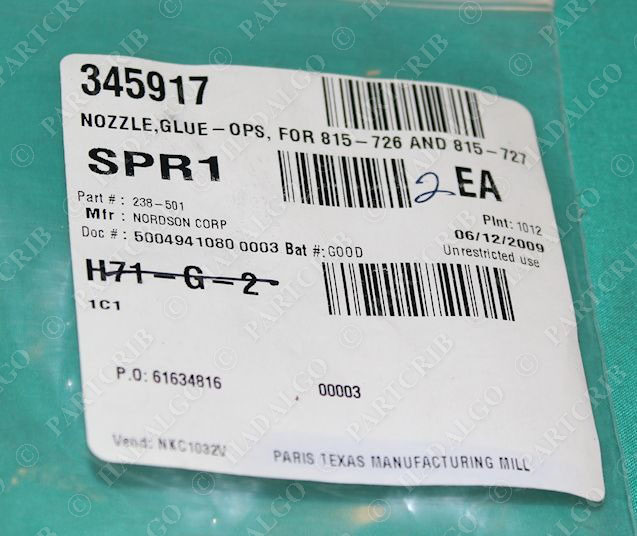 345917
NOZZLE,GLUE-OPS, FOR 815-726 AND 815-727
SPR1
2 EA
Part #: 238-501
Mfr : NORDSON CORP
Plnt: 1012
06/12/2009
Doc #: 5004941080 0003 Bat #: GOOD
Unrestricted use
H71-G-2
1C1
P.O: 61634816
00003
Vend: NKC1032V
PARIS TEXAS MANUFACTURING MILL
© PARTCRIB
© HADALGO